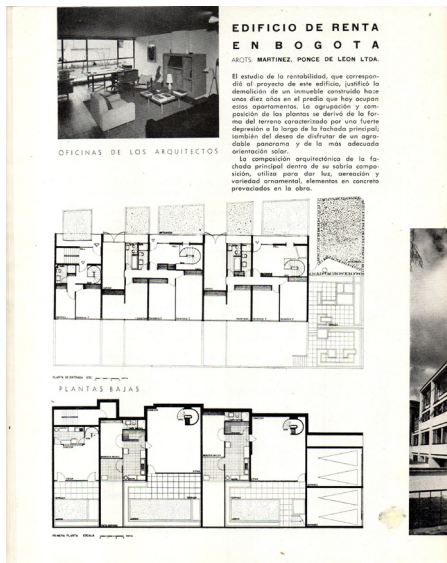 EDIFICIO DE RENTA
EN BOGOTA
ARQTS. MARTINEZ, PONCE DE LEON LTDA.
El estudio de la rentabilidad, que correspon-
dió al proyecto de este edificio, justificó la
demolición de un inmueble construído hace
unos diez años en el predio que hoy ocupan
estos apartamentos. La agrupación y com-
posición de las plantas se derivó de la for-
ma del terreno caracterizado por una fuerte
depresión a lo largo de la fachada principal;
también del deseo de disfrutar de un agra-
dable panorama y de la más adecuada
orientación solar.
La composición arquitectónica de la fa-
chada principal dentro de su sobria compo-
sición, utiliza para dar luz, aereación y
variedad ornamental, elementos en concreto
prevaciados en la obra.
OFICINAS DE LOS ARQUITECTOS
PLANTA DE ENTRADA
PLANTAS BAJAS
PRIMERA PLANTA ESCALA